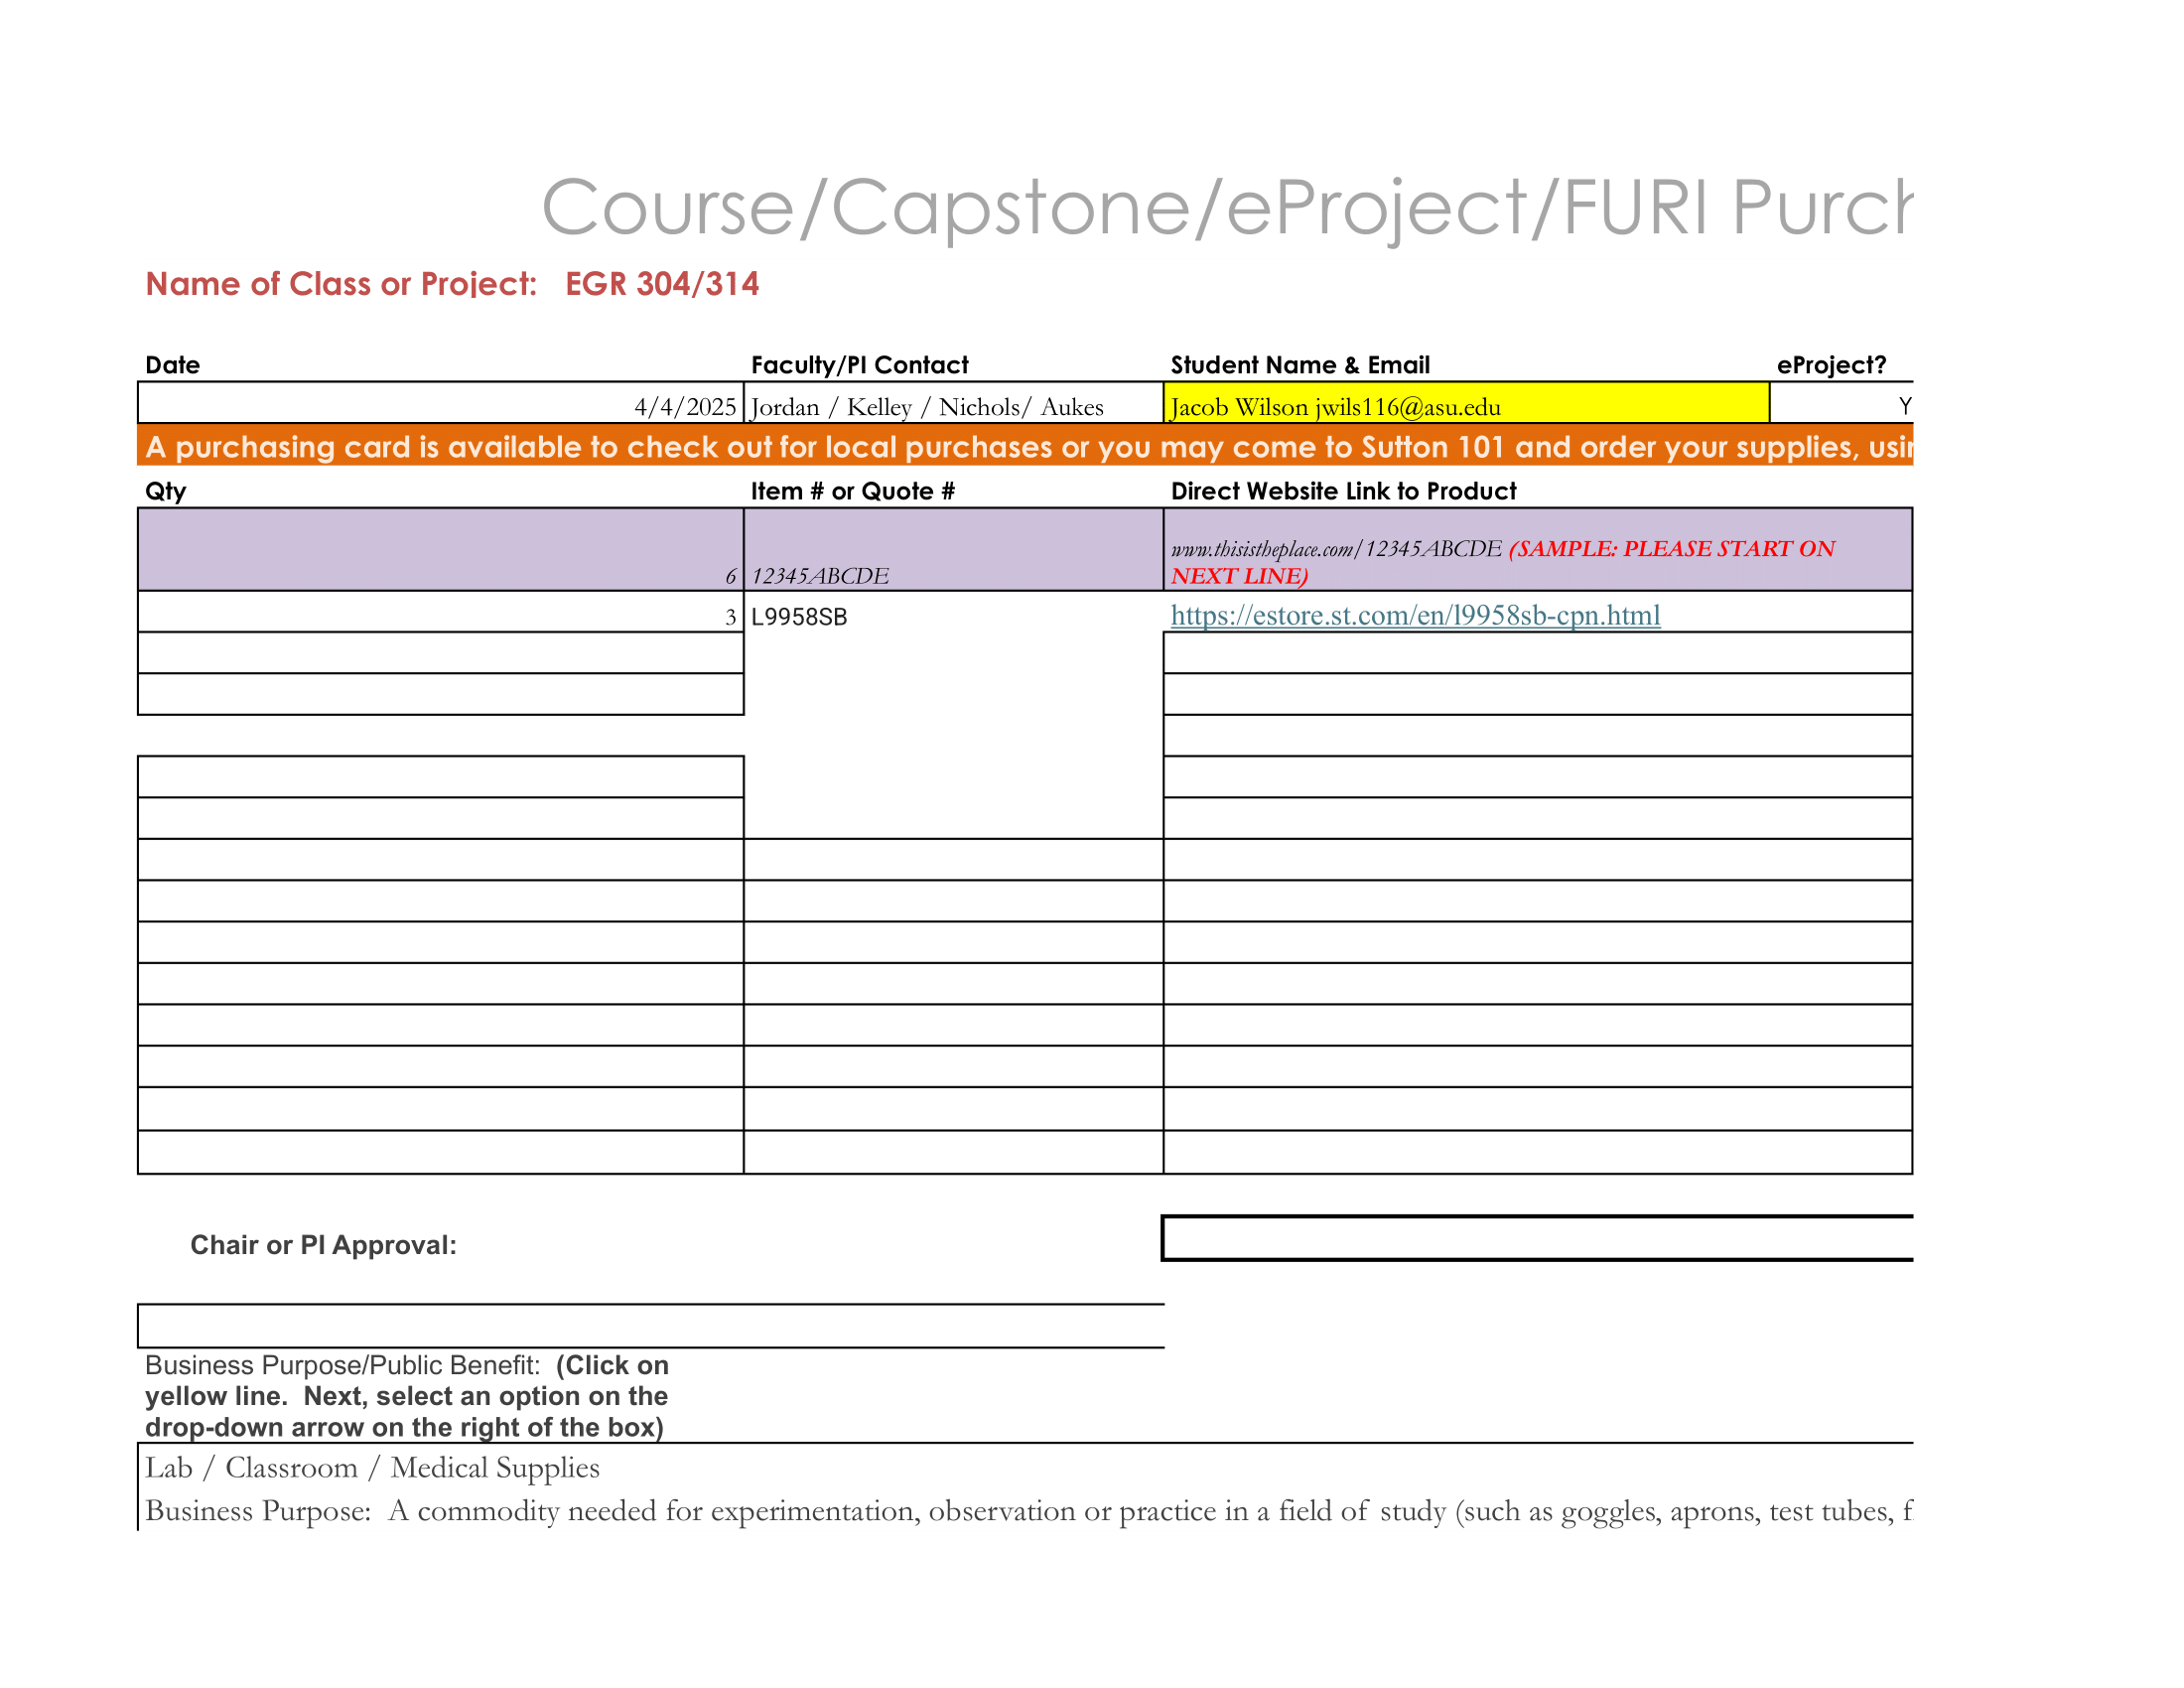 Course/Capstone/eProject/FURI Purch
Name of Class or Project: EGR 304/314
Date Faculty/PI Contact Student Name & Email eProject?
4/4/2025 Jordan / Kelley / Nichols/ Aukes Jacob Wilson jwils116@asu.edu Y
A purchasing card is available to check out for local purchases or you may come to Sutton 101 and order your supplies, usin
Qty Item # or Quote # Direct Website Link to Product
www.thisistheplace.com/12345ABCDE (SAMPLE: PLEASE START ON
6 12345ABCDE NEXT LINE)
3 L9958SB https://estore.st.com/en/l9958sb-cpn.html
Chair or PI Approval:
Business Purpose/Public Benefit: (Click on
yellow line. Next, select an option on the
drop-down arrow on the right of the box)
Lab / Classroom / Medical Supplies
Business Purpose: A commodity needed for experimentation, observation or practice in a field of study (such as goggles, aprons, test tubes,